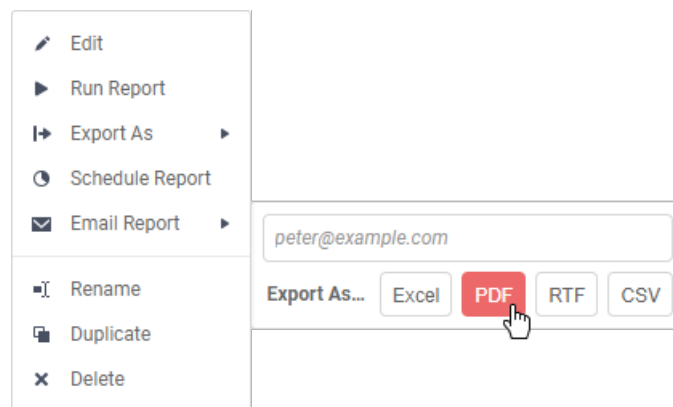 Edit
Run Report
Export As
Schedule Report
Email Report
peter@example.com
Export As... Excel PDF RTF CSV
Rename
Duplicate
Delete